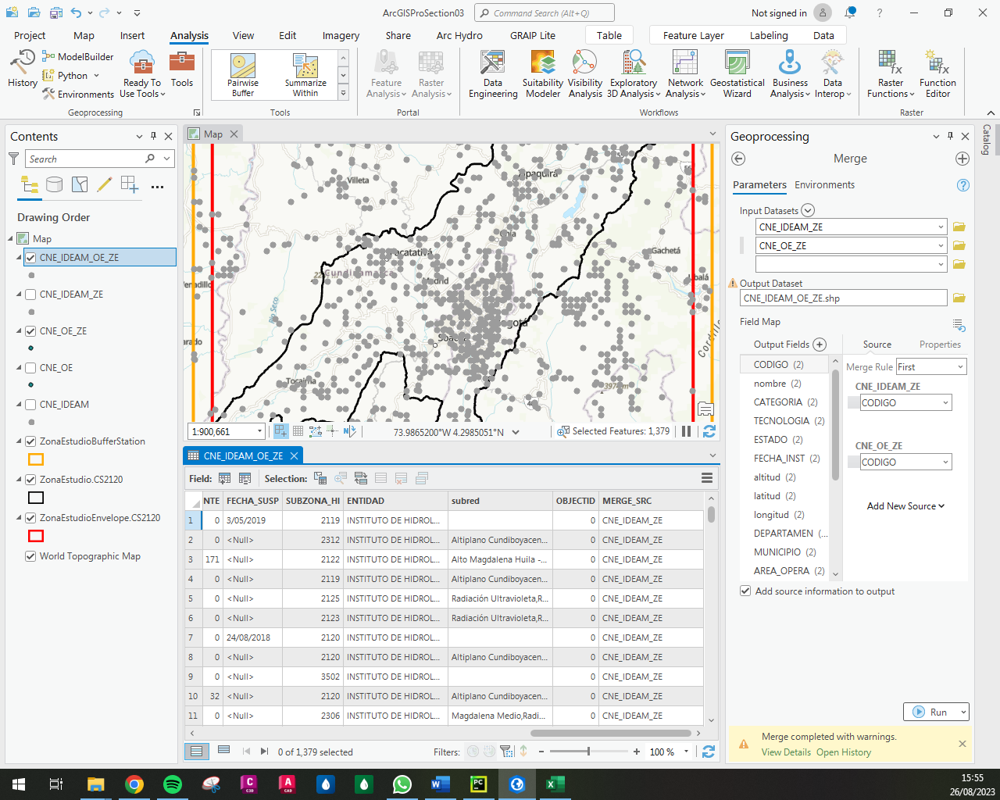 ArcGISProSection03
Command Search (Alt+Q)
Not signed in
?
Project
Map
Insert
Analysis
View
Edit
Imagery
Share
Arc Hydro
GRAIP Lite
Table
Feature Layer
Labeling
Data
History
ModelBuilder
Python
Environments
Ready To
Use Tools
Tools
Pairwise
Buffer
Summarize
Within
Feature
Analysis
Raster
Analysis
Data
Engineering
Suitability
Modeler
Visibility
Analysis
Exploratory
3D Analysis
Network
Analysis
Geostatistical
Wizard
Business
Analysis
Data
Interop
Raster
Functions
Function
Editor
Geoprocessing
Tools
Portal
Workflows
Raster
Contents
Search
Drawing Order
Map
CNE_IDEAM_OE_ZE
CNE_IDEAM_ZE
CNE_OE_ZE
CNE_OE
CNE_IDEAM
ZonaEstudioBufferStation
ZonaEstudio.CS2120
ZonaEstudioEnvelope.CS2120
World Topographic Map
Map
Villeta
Gachetá
Río Seco
Tocaima
1:900,661
73.9865200°W 4.2985051°N
Selected Features: 1,379
CNE_IDEAM_OE_ZE
Field:
Selection:
NTE FECHA_SUSP SUBZONA_HI ENTIDAD subred OBJECTID MERGE_SRC
1 0 3/05/2019 2119 INSTITUTO DE HIDROL... 0 CNE_IDEAM_ZE
2 0 <Null> 2312 INSTITUTO DE HIDROL... Altiplano Cundiboyacen... 0 CNE_IDEAM_ZE
3 171 <Null> 2122 INSTITUTO DE HIDROL... Alto Magdalena Huila -... 0 CNE_IDEAM_ZE
4 0 <Null> 2119 INSTITUTO DE HIDROL... Altiplano Cundiboyacen... 0 CNE_IDEAM_ZE
5 0 <Null> 2125 INSTITUTO DE HIDROL... Radiación Ultravioleta,R... 0 CNE_IDEAM_ZE
6 0 <Null> 2123 INSTITUTO DE HIDROL... Radiación Ultravioleta,R... 0 CNE_IDEAM_ZE
7 0 24/08/2018 2120 INSTITUTO DE HIDROL... 0 CNE_IDEAM_ZE
8 0 <Null> 2120 INSTITUTO DE HIDROL... Altiplano Cundiboyacen... 0 CNE_IDEAM_ZE
9 0 <Null> 3502 INSTITUTO DE HIDROL... 0 CNE_IDEAM_ZE
10 32 <Null> 2120 INSTITUTO DE HIDROL... Altiplano Cundiboyacen... 0 CNE_IDEAM_ZE
11 0 <Null> 2306 INSTITUTO DE HIDROL... Magdalena Medio,Radi... 0 CNE_IDEAM_ZE
0 of 1,379 selected
Filters:
100 %
Geoprocessing
Merge
Parameters
Environments
Input Datasets
CNE_IDEAM_ZE
CNE_OE_ZE
Output Dataset
CNE_IDEAM_OE_ZE.shp
Field Map
Output Fields
Source
Properties
CODIGO (2)
nombre (2)
CATEGORIA (2)
TECNOLOGIA (2)
ESTADO (2)
FECHA_INST (2)
altitud (2)
latitud (2)
longitud (2)
DEPARTAMEN (...
MUNICIPIO (2)
AREA_OPERA (2)
Merge Rule First
CNE_IDEAM_ZE
CODIGO
CNE_OE_ZE
CODIGO
Add New Source
Add source information to output
Run
Merge completed with warnings.
View Details Open History
Catalog
15:55
26/08/2023